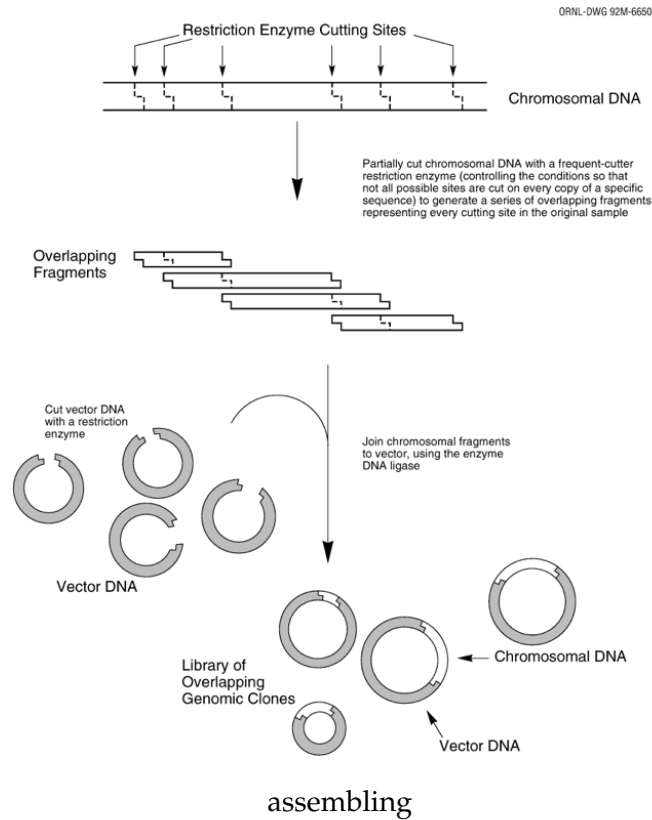 ORNL-DWG 92M-6650
Restriction Enzyme Cutting Sites
Chromosomal DNA
Partially cut chromosomal DNA with a frequent-cutter
restriction enzyme (controlling the conditions so that
not all possible sites are cut on every copy of a specific
sequence) to generate a series of overlapping fragments
representing every cutting site in the original sample
Overlapping
Fragments
Cut vector DNA
with a restriction
enzyme
Join chromosomal fragments
to vector, using the enzyme
DNA ligase
Vector DNA
Chromosomal DNA
Library of
Overlapping
Genomic Clones
Vector DNA
assembling